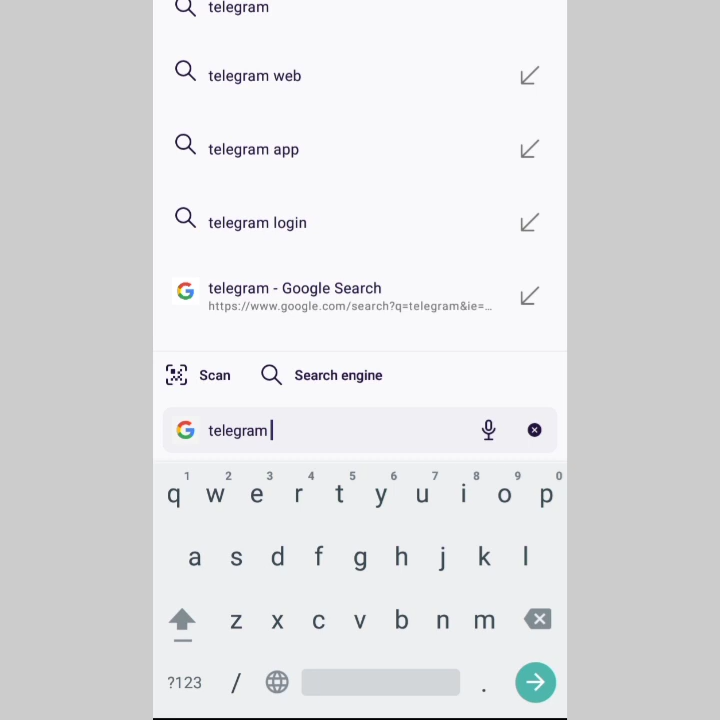 telegram
telegram web
telegram app
telegram login
telegram - Google Search
https://www.google.com/search?q=telegram&ie=...
Scan
Search engine
telegram
1 2 3 4 5 6 7 8 9 0
q w e r t y u i o p
a s d f g h j k l
z x c v b n m
?123 / .